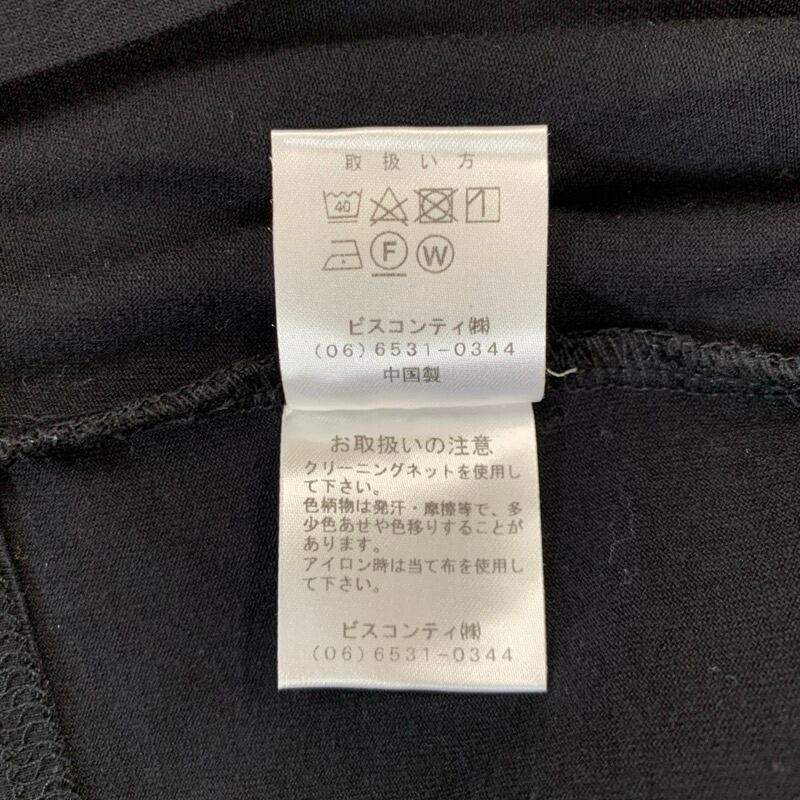 取扱い方
40
F W
ビスコンティ㈱
(06)6531-0344
中国製
お取扱いの注意
クリーニングネットを使用し
て下さい。
色柄物は発汗・摩擦等で、多
少色あせや色移りすることが
あります。
アイロン時は当て布を使用し
て下さい。
ビスコンティ㈱
(06)6531-0344